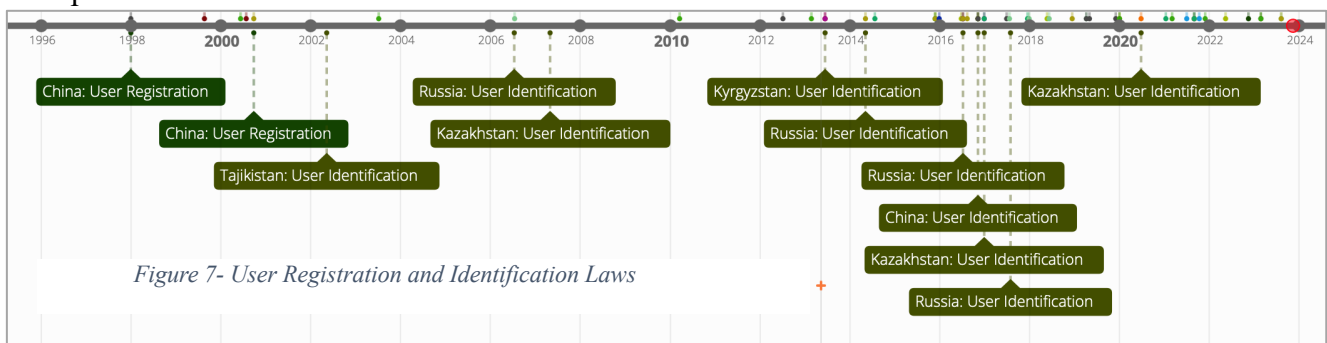 1996 1998 2000 2002 2004 2006 2008 2010 2012 2014 2016 2018 2020 2022 2024
China: User Registration Russia: User Identification Kyrgyzstan: User Identification Kazakhstan: User Identification
China: User Registration Kazakhstan: User Identification Russia: User Identification
Tajikistan: User Identification Russia: User Identification
China: User Identification
Kazakhstan: User Identification
Figure 7- User Registration and Identification Laws
Russia: User Identification